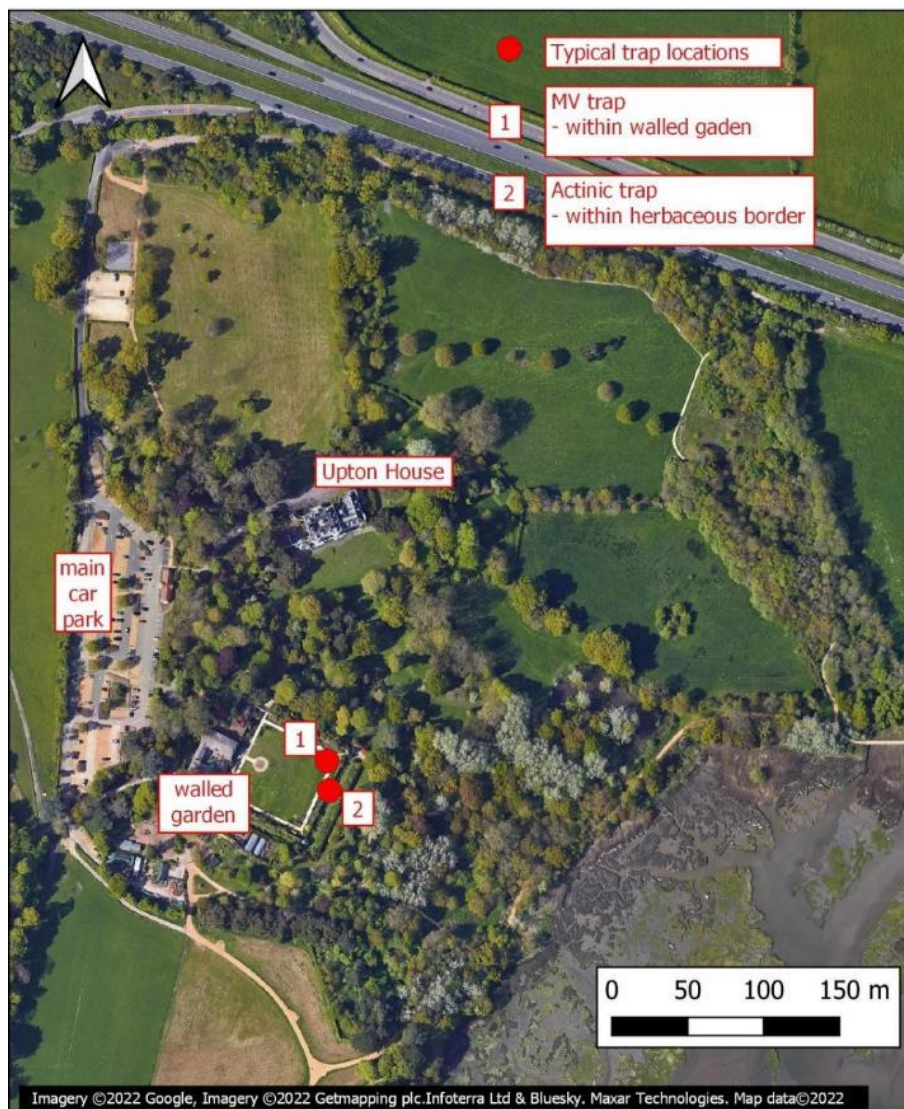 Typical trap locations
1
MV trap
- within walled gaden
2
Actinic trap
- within herbaceous border
Upton House
main
car
park
1
walled
garden
2
0 50 100 150 m
Imagery ©2022 Google, Imagery ©2022 Getmapping plc.Infoterra Ltd & Bluesky. Maxar Technologies. Map data©2022